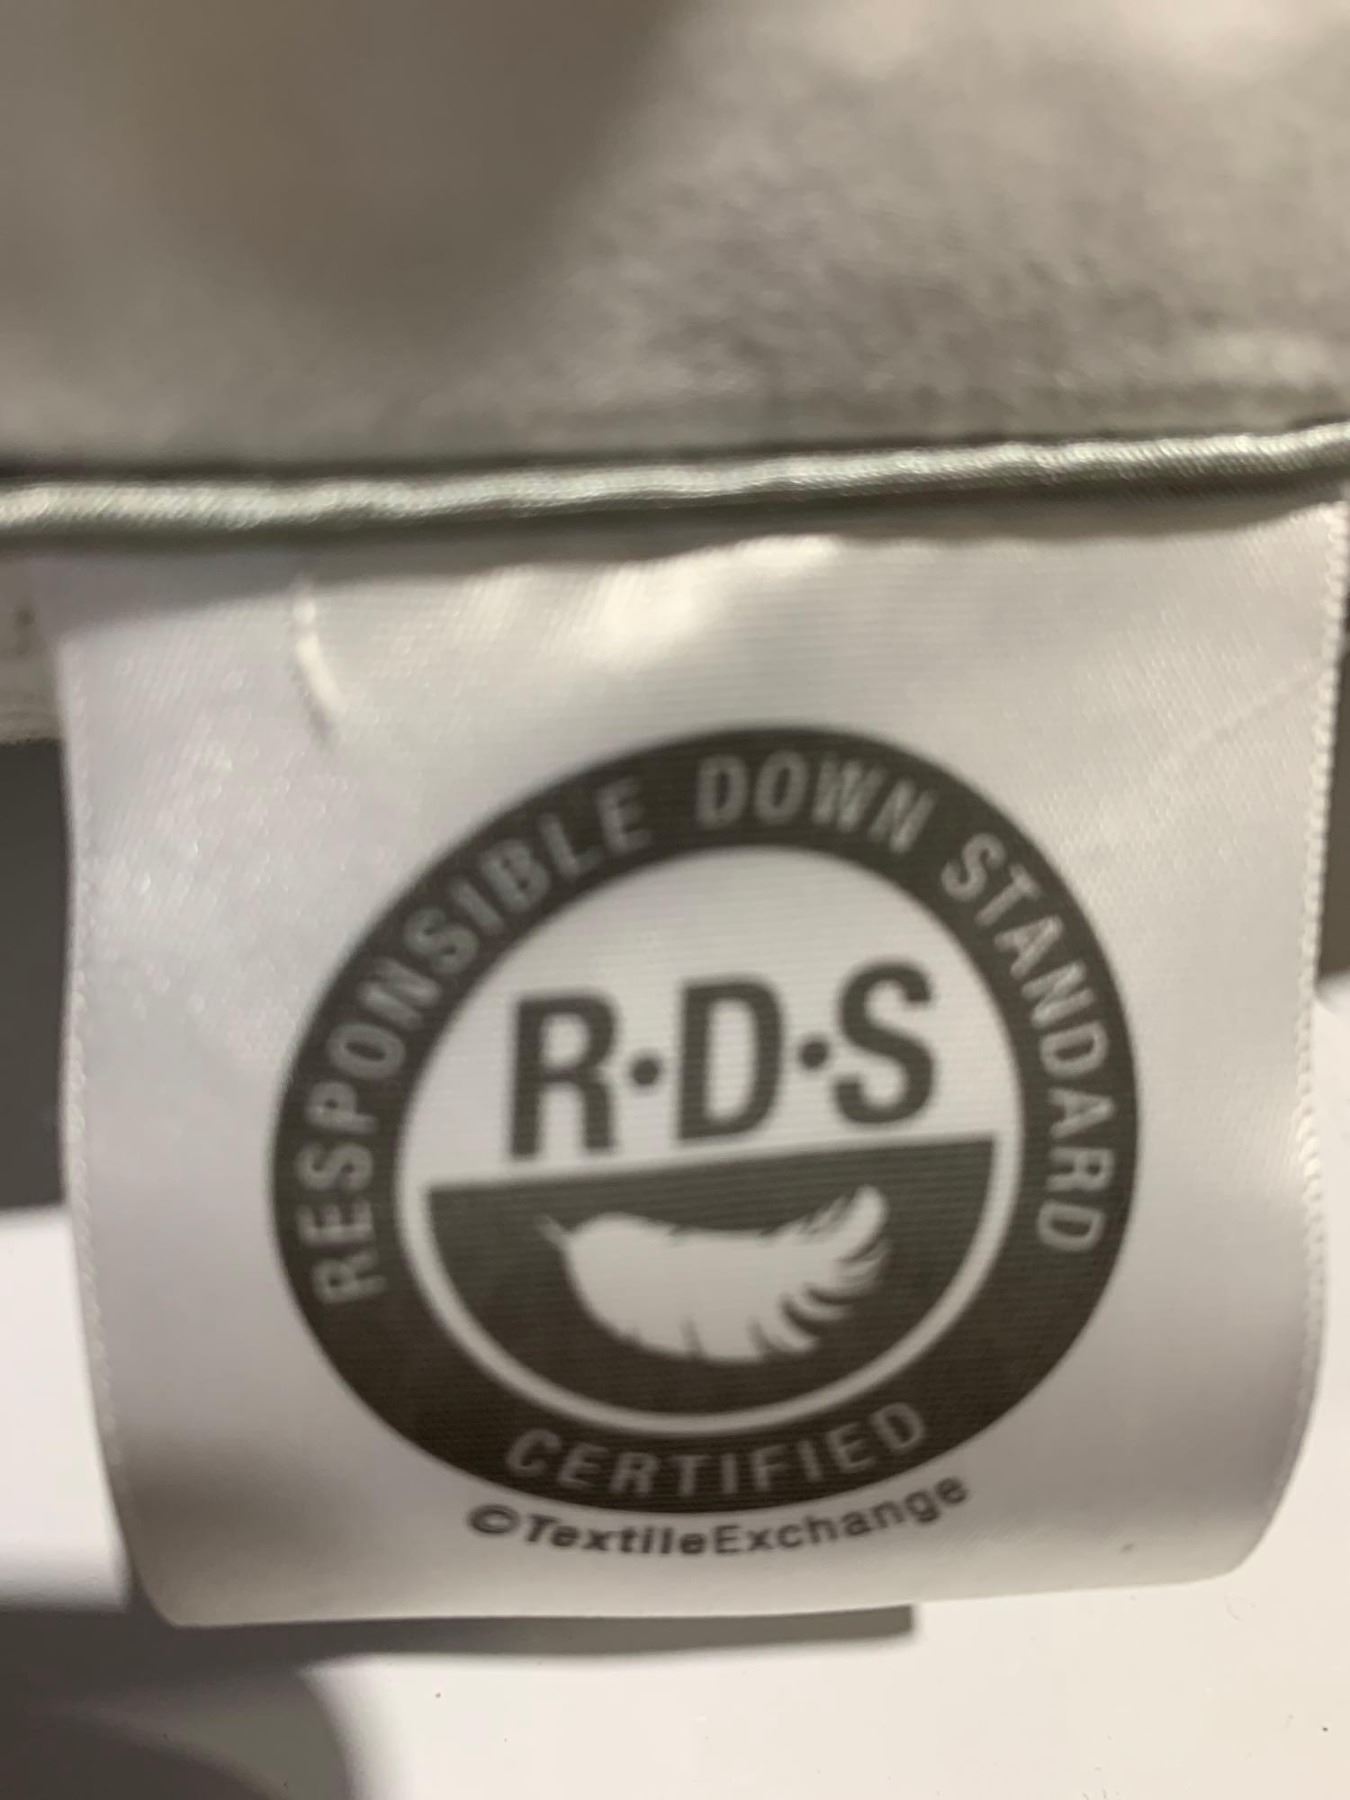 RESPONSIBLE DOWN STANDARD
R·D·S
CERTIFIED
©TextileExchange